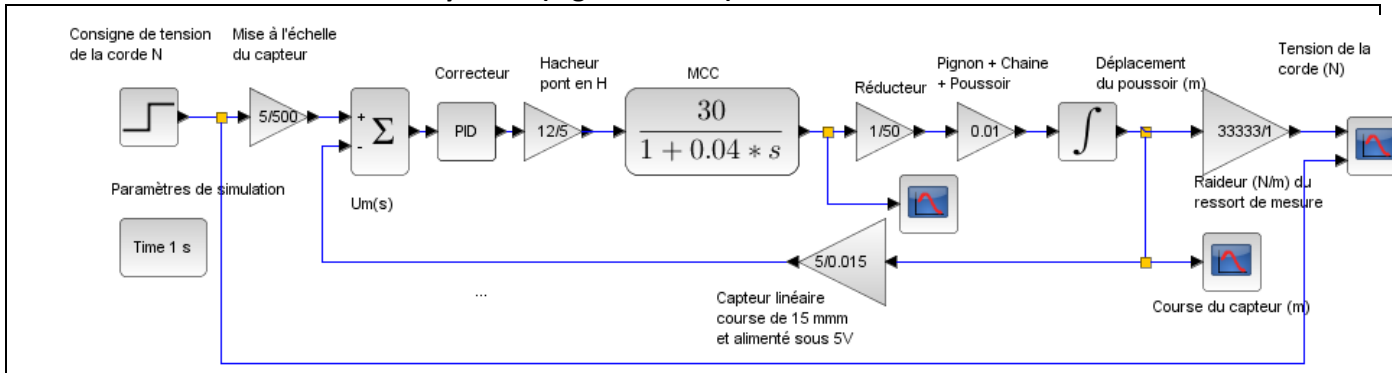 Consigne de tension
de la corde N
Mise à l'échelle
du capteur
Correcteur
Hacheur
pont en H
MCC
Réducteur
Pignon + Chaine
+ Poussoir
Déplacement
du poussoir (m)
Tension de la
corde (N)
5/500
+
-
Σ
PID
12/5
30
1 + 0.04 * s
1/50
0.01
∫
33333/1
Paramètres de simulation
Um(s)
Raideur (N/m) du
ressort de mesure
Time 1 s
5/0.015
...
Capteur linéaire
course de 15 mmm
et alimenté sous 5V
Course du capteur (m)